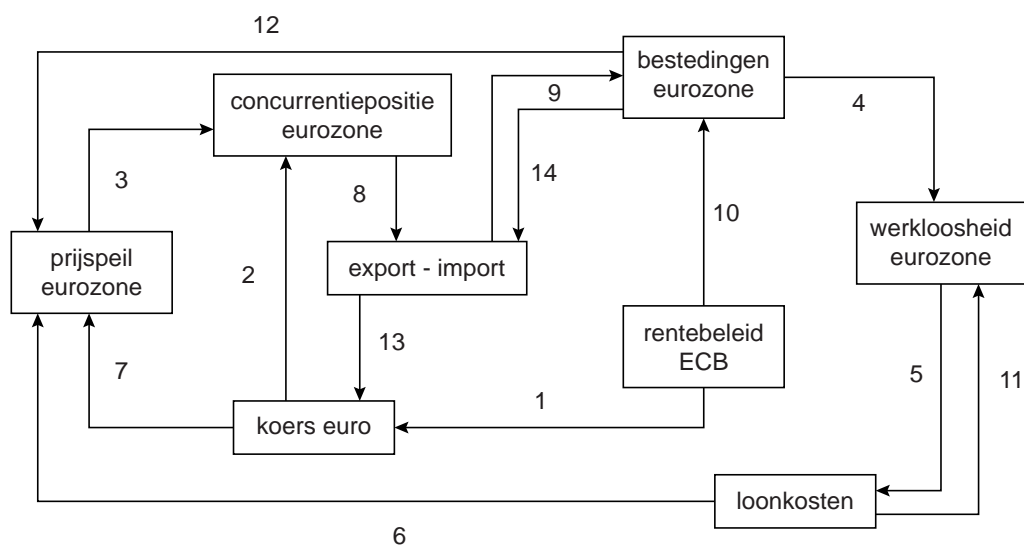 12
bestedingen
eurozone
concurrentiepositie
eurozone
9
4
3
8
14
10
werkloosheid
eurozone
prijspeil
eurozone
2
export - import
rentebeleid
ECB
13
7
5
11
1
koers euro
loonkosten
6